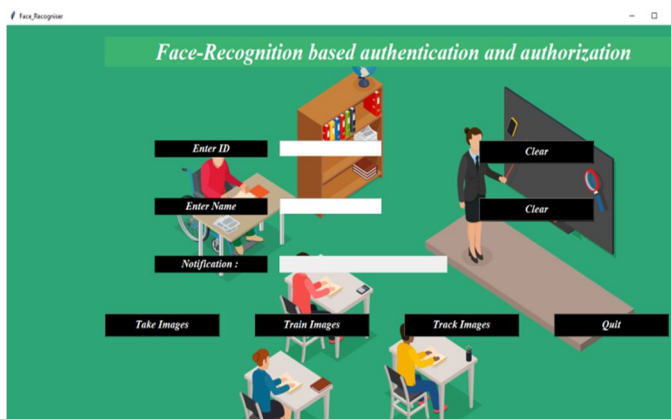 Face_Recogniser
Face-Recognition based authentication and authorization
Enter ID
Clear
Enter Name
Clear
Notification :
Take Images
Train Images
Track Images
Quit